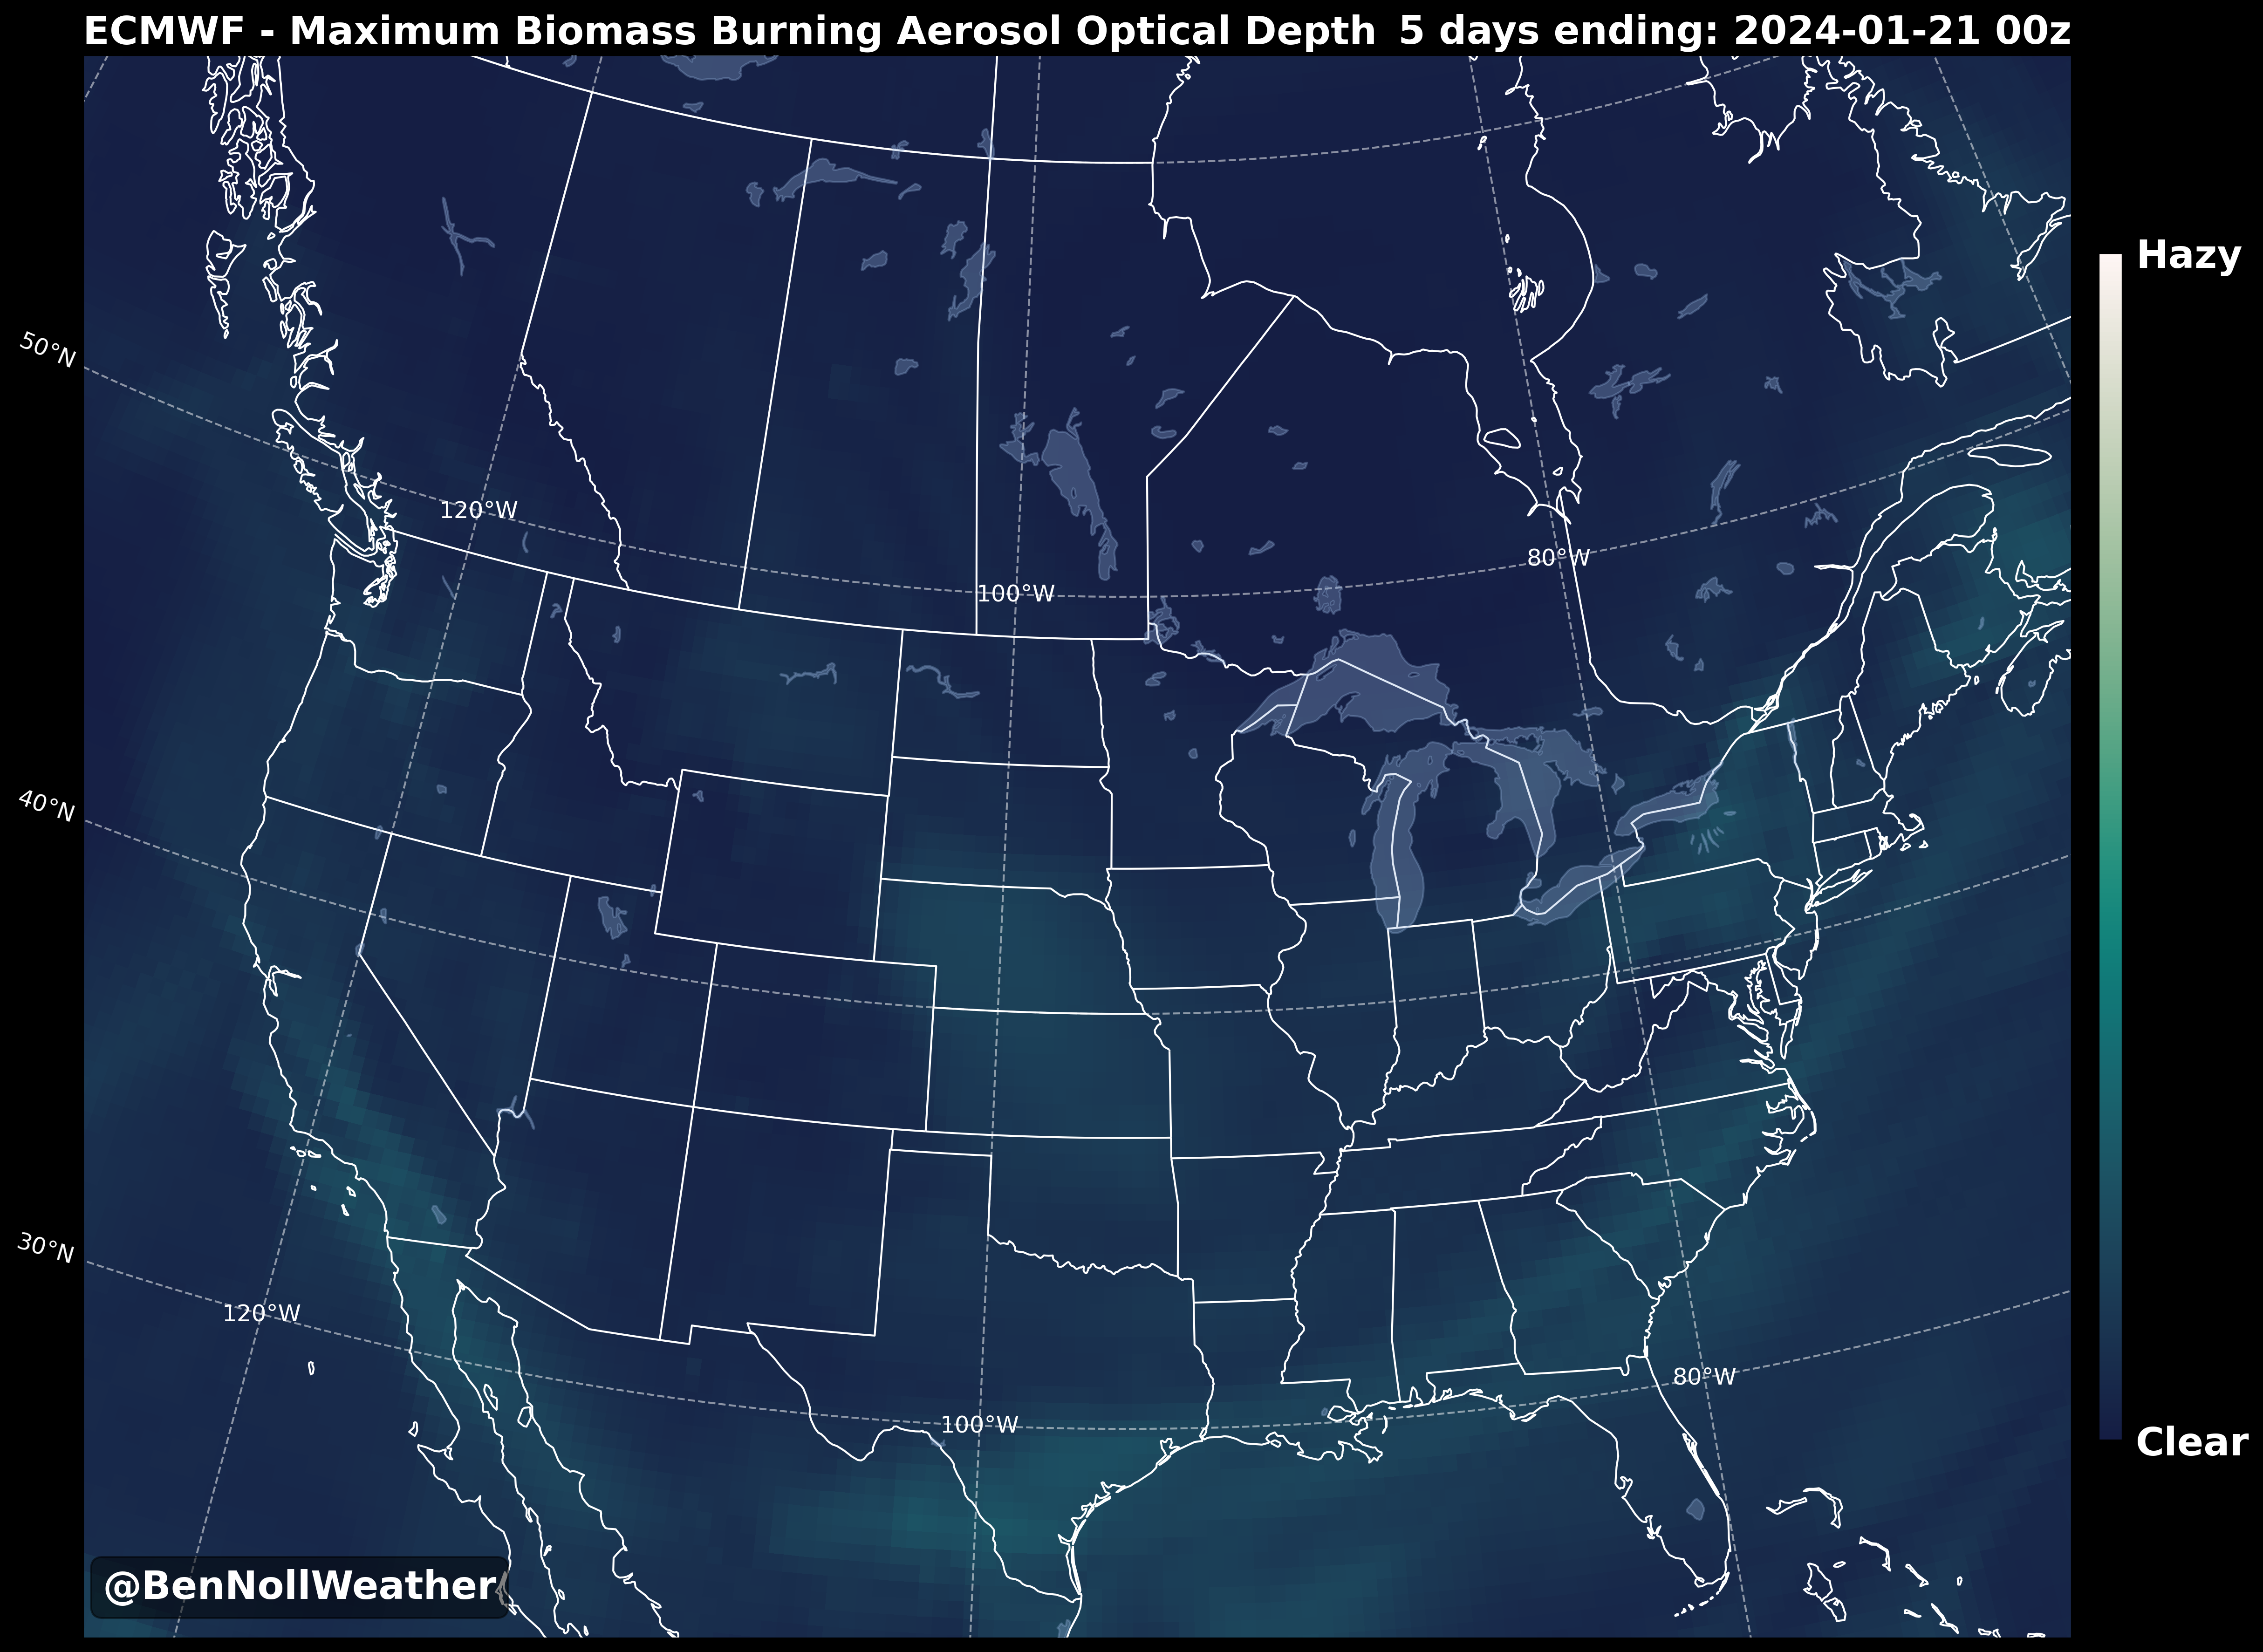 ECMWF - Maximum Biomass Burning Aerosol Optical Depth 5 days ending: 2024-01-21 00z
Hazy
50°N
120°W
100°W
80°W
40°N
30°N
120°W
100°W
80°W
Clear
@BenNollWeather